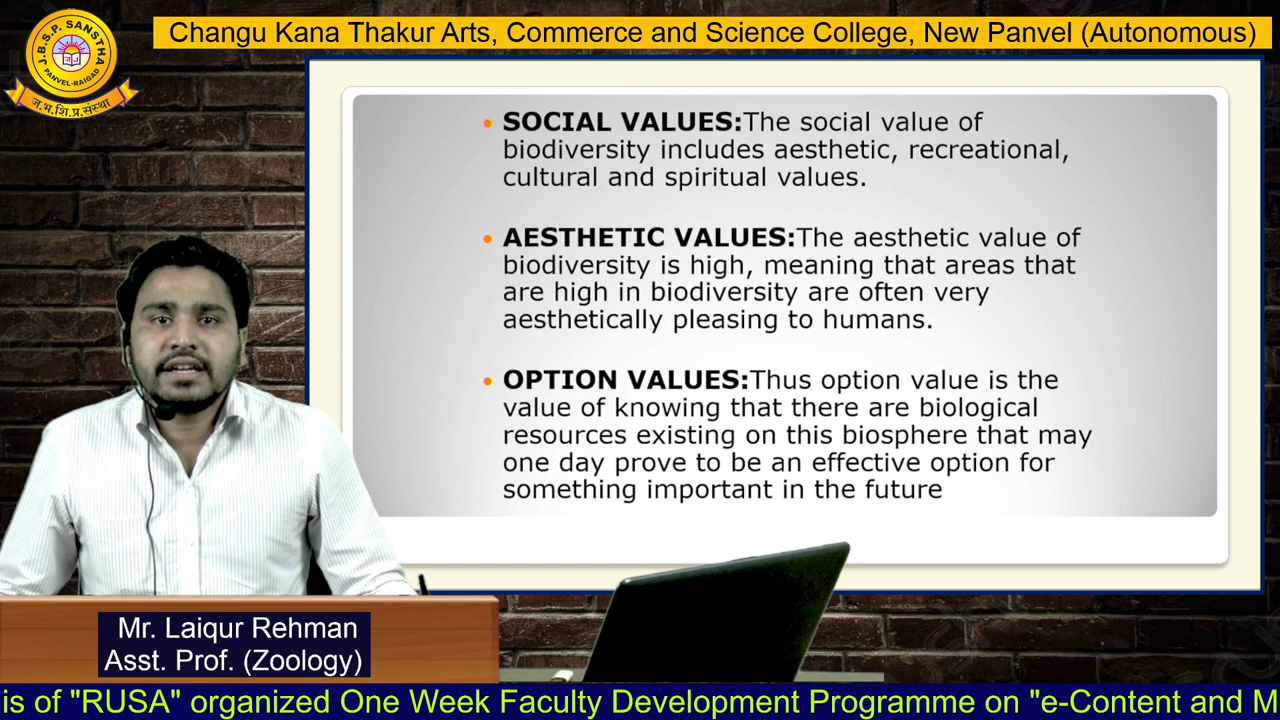 J.B.S.P. SANSTHA
PANVEL-RAIGAD
ज.भ.शि.प्र.संस्था
Changu Kana Thakur Arts, Commerce and Science College, New Panvel (Autonomous)
• SOCIAL VALUES:The social value of
biodiversity includes aesthetic, recreational,
cultural and spiritual values.
• AESTHETIC VALUES:The aesthetic value of
biodiversity is high, meaning that areas that
are high in biodiversity are often very
aesthetically pleasing to humans.
• OPTION VALUES:Thus option value is the
value of knowing that there are biological
resources existing on this biosphere that may
one day prove to be an effective option for
something important in the future
Mr. Laiqur Rehman
Asst. Prof. (Zoology)
is of "RUSA" organized One Week Faculty Development Programme on "e-Content and M